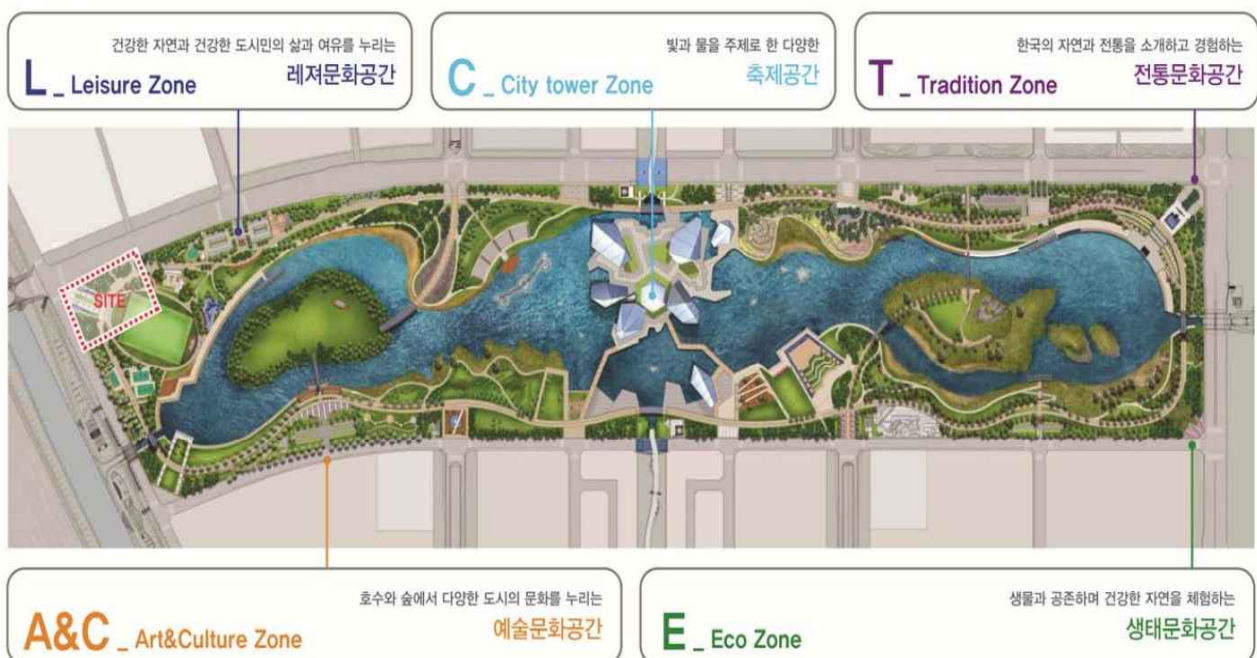 건강한 자연과 건강한 도시민의 삶과 여유를 누리는
L _ Leisure Zone 레져문화공간
빛과 물을 주제로 한 다양한
C _ City tower Zone 축제공간
한국의 자연과 전통을 소개하고 경험하는
T _ Tradition Zone 전통문화공간
SITE
호수와 숲에서 다양한 도시의 문화를 누리는
A&C _ Art&Culture Zone 예술문화공간
생물과 공존하며 건강한 자연을 체험하는
E _ Eco Zone 생태문화공간